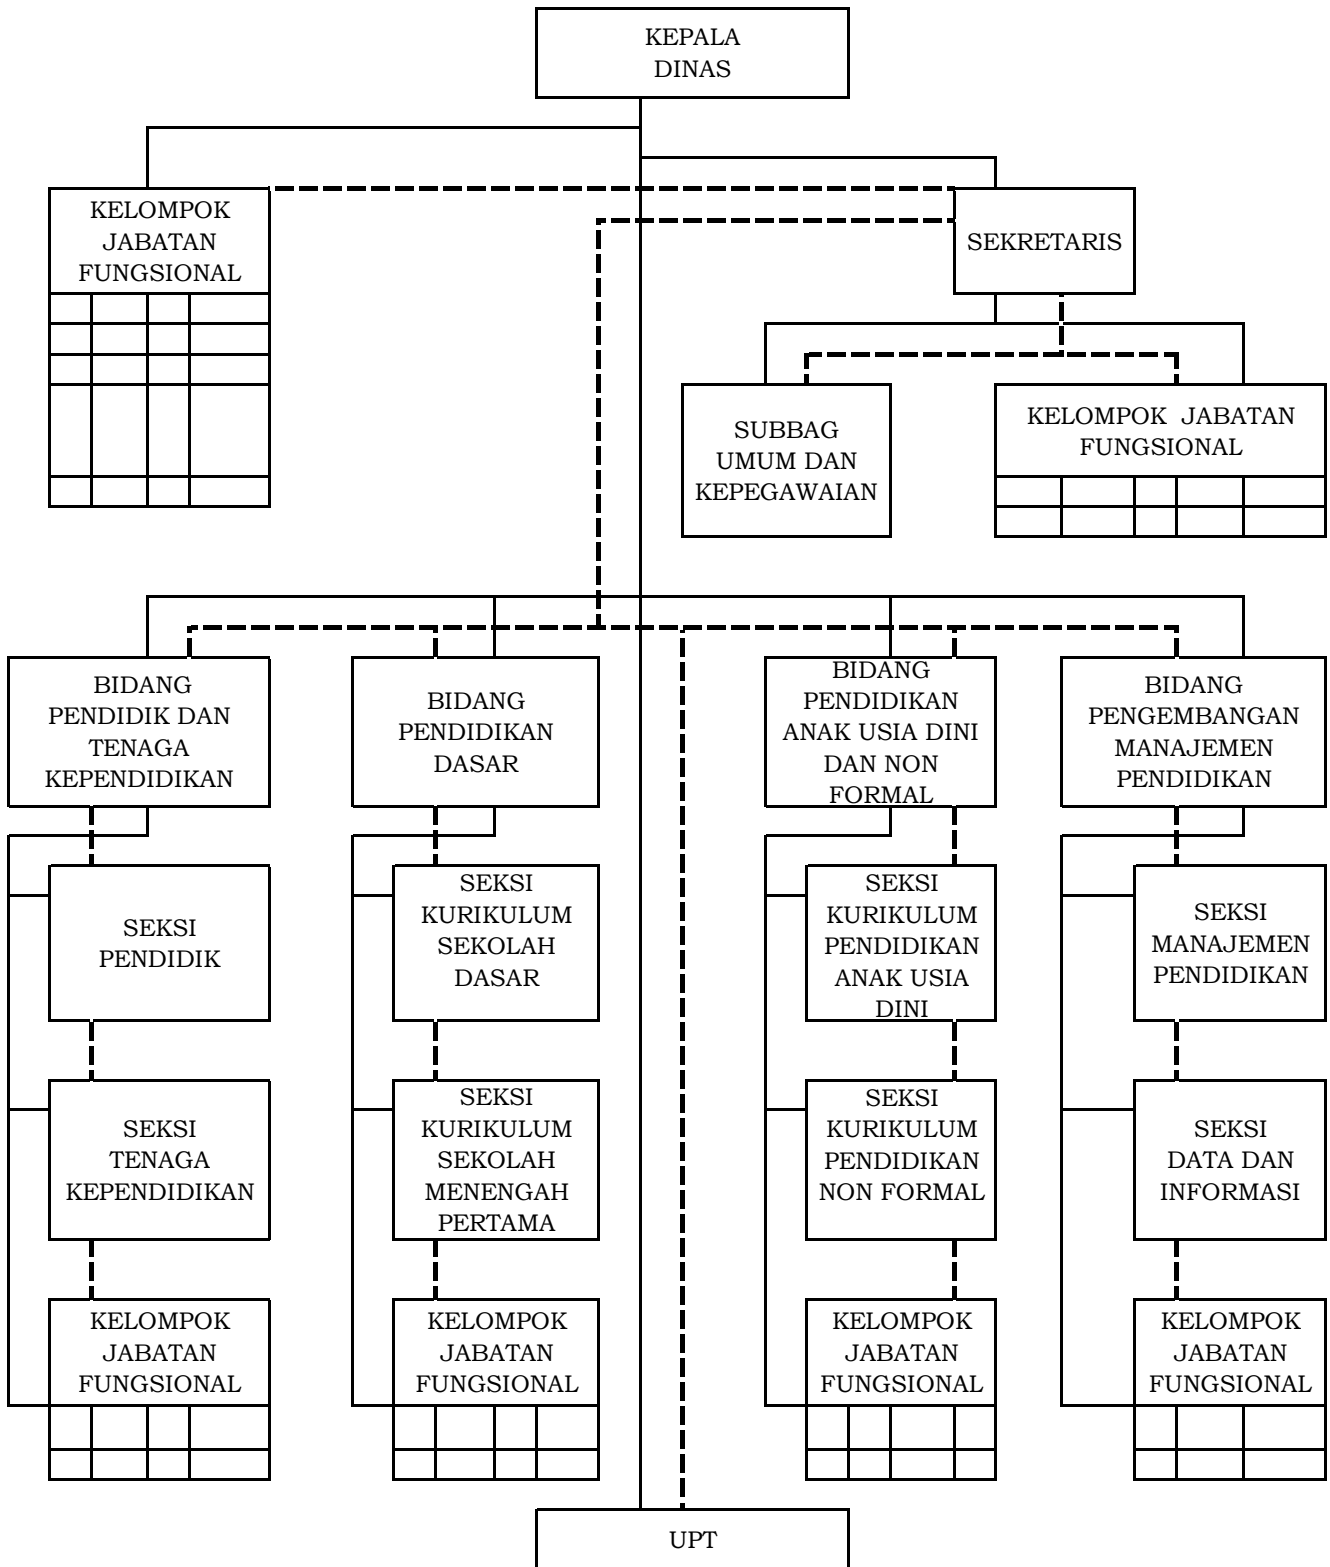 KEPALA
DINAS
KELOMPOK
JABATAN
FUNGSIONAL
SEKRETARIS
SUBBAG
UMUM DAN
KEPEGAWAIAN
KELOMPOK JABATAN
FUNGSIONAL
BIDANG
PENDIDIK DAN
TENAGA
KEPENDIDIKAN
BIDANG
PENDIDIKAN
DASAR
BIDANG
PENDIDIKAN
ANAK USIA DINI
DAN NON
FORMAL
BIDANG
PENGEMBANGAN
MANAJEMEN
PENDIDIKAN
SEKSI
PENDIDIK
SEKSI
KURIKULUM
SEKOLAH
DASAR
SEKSI
KURIKULUM
PENDIDIKAN
ANAK USIA
DINI
SEKSI
MANAJEMEN
PENDIDIKAN
SEKSI
TENAGA
KEPENDIDIKAN
SEKSI
KURIKULUM
SEKOLAH
MENENGAH
PERTAMA
SEKSI
KURIKULUM
PENDIDIKAN
NON FORMAL
SEKSI
DATA DAN
INFORMASI
KELOMPOK
JABATAN
FUNGSIONAL
KELOMPOK
JABATAN
FUNGSIONAL
KELOMPOK
JABATAN
FUNGSIONAL
KELOMPOK
JABATAN
FUNGSIONAL
UPT